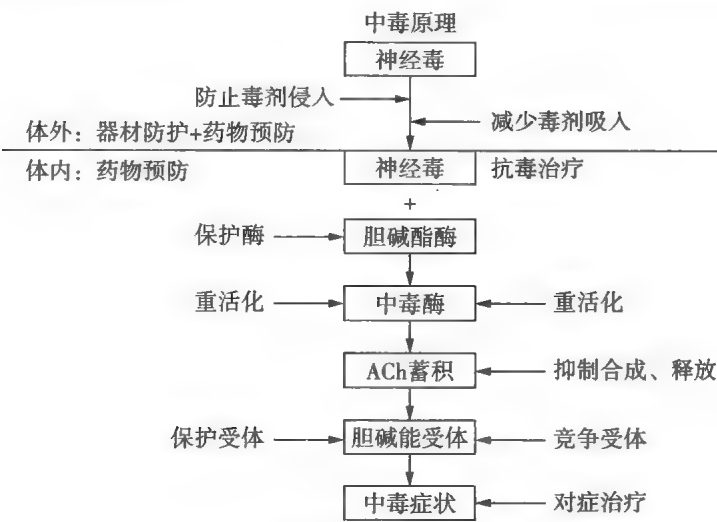 中毒原理
神经毒
防止毒剂侵入
减少毒剂吸入
体外：器材防护+药物预防
体内：药物预防
神经毒
抗毒治疗
+
保护酶
胆碱酯酶
重活化
中毒酶
重活化
ACh蓄积
抑制合成、释放
保护受体
胆碱能受体
竞争受体
中毒症状
对症治疗